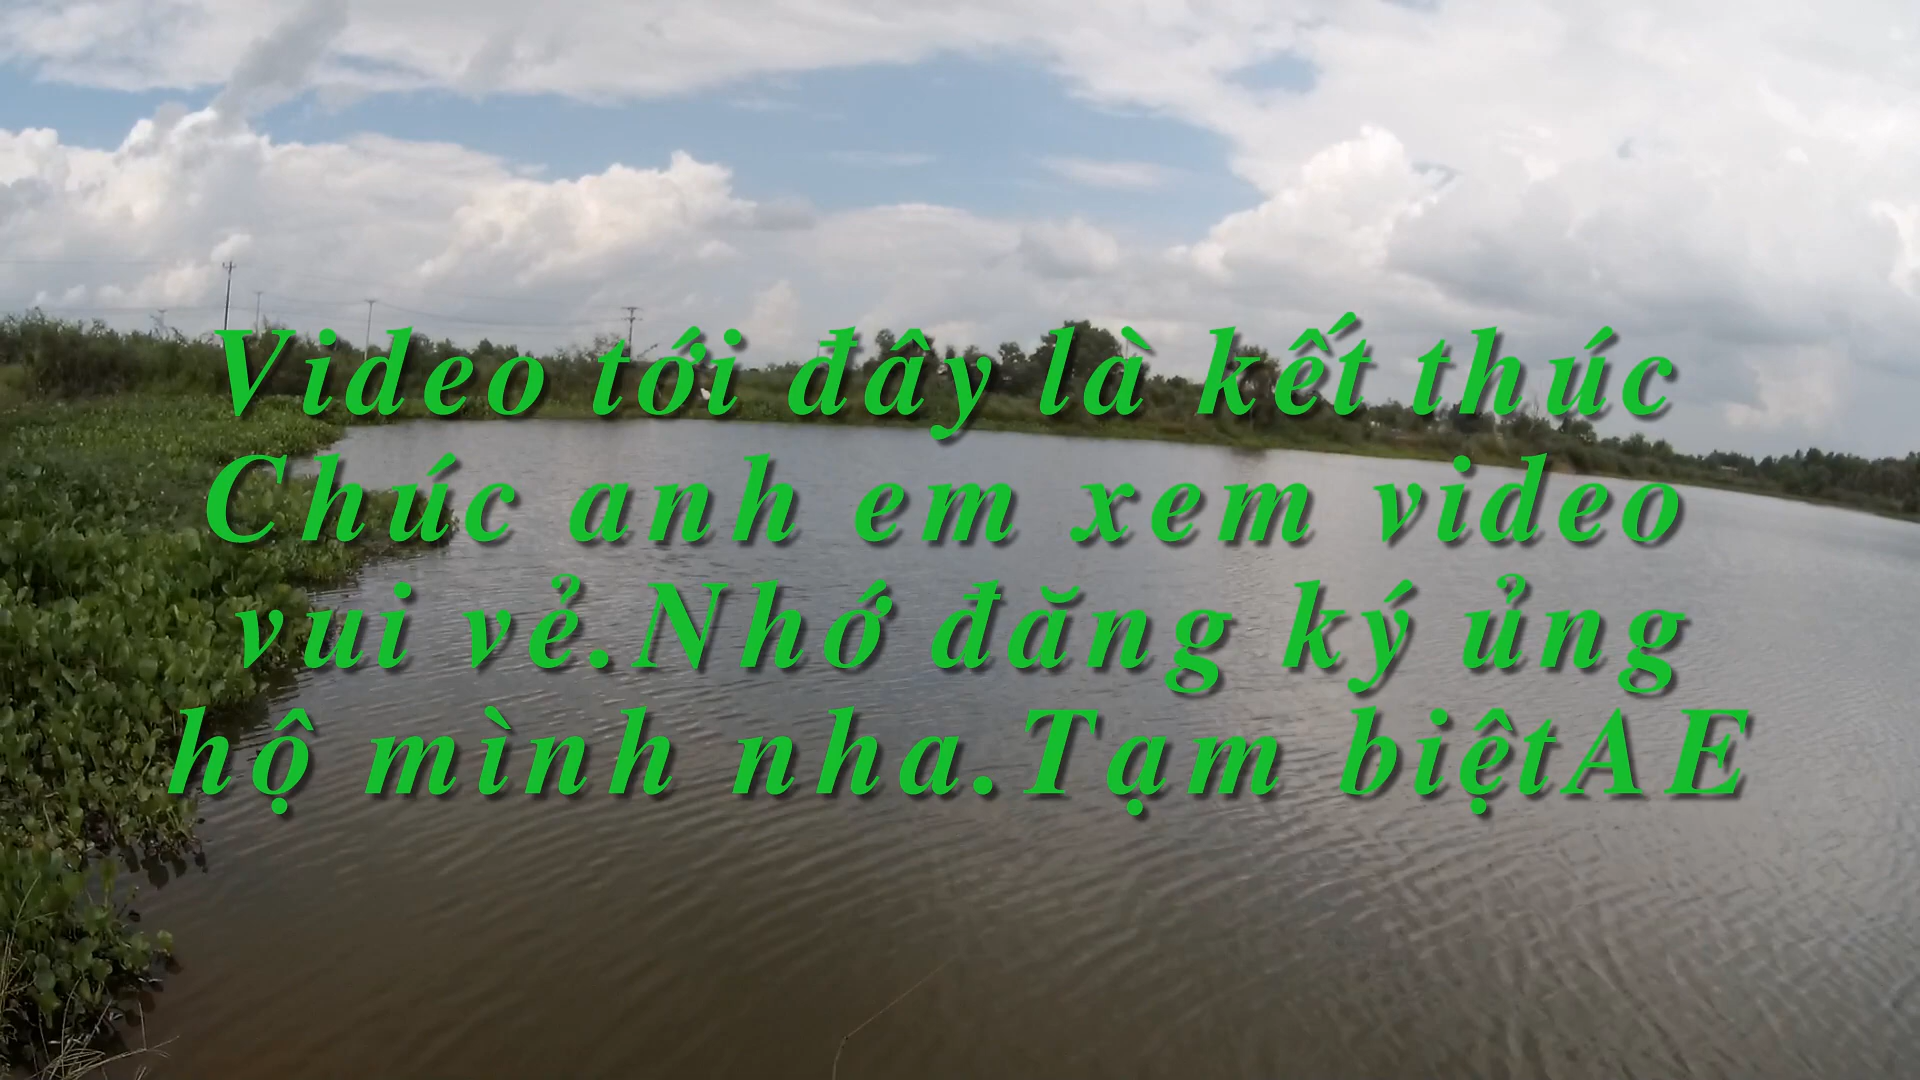 Video tới đây là kết thúc
Chúc anh em xem video
vui vẻ.Nhớ đăng ký ủng
hộ mình nha.Tạm biệtAE